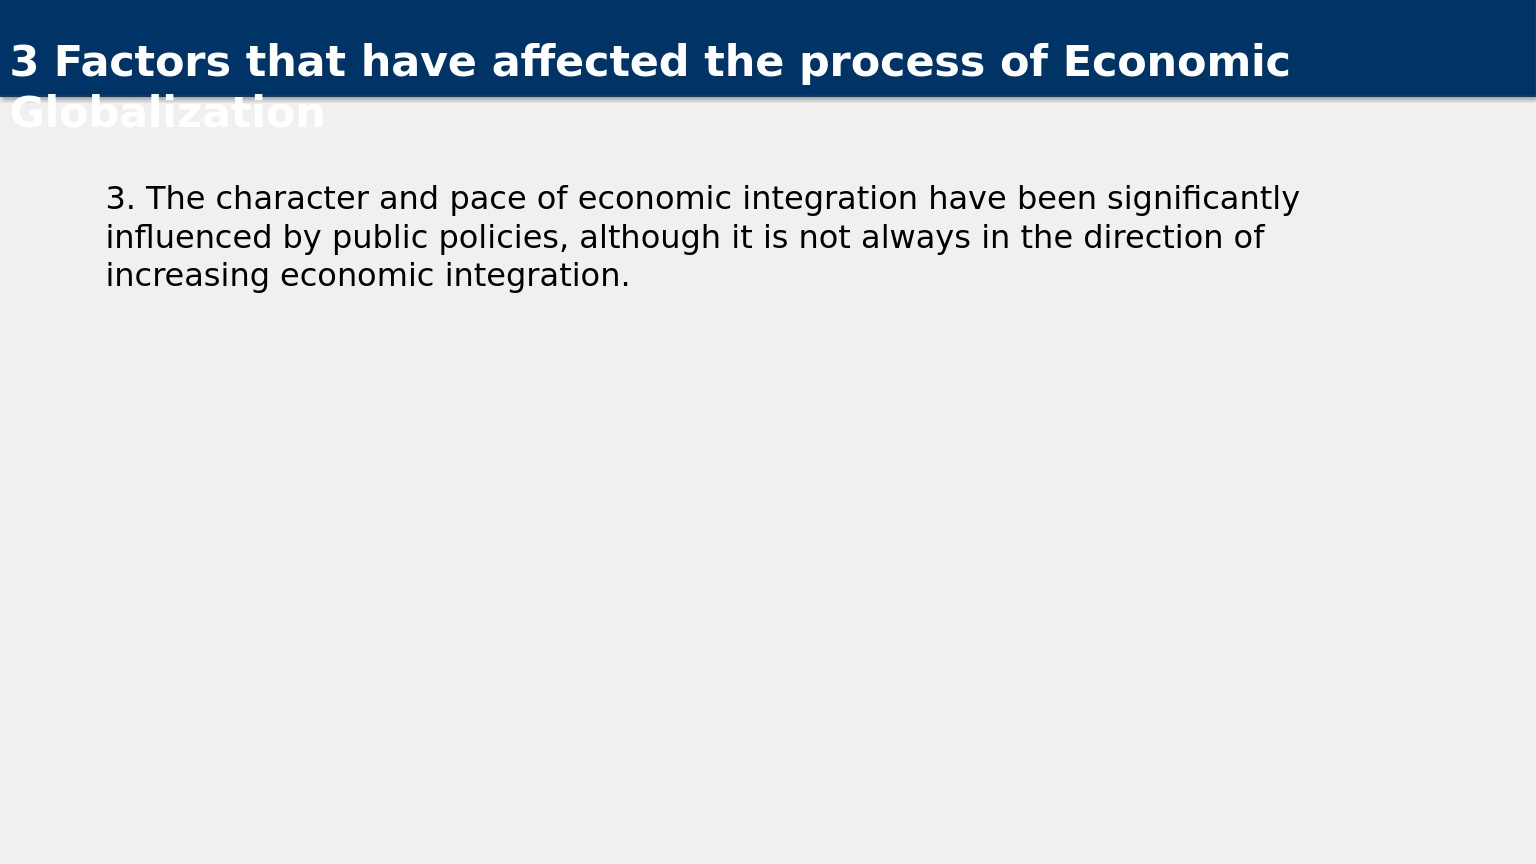 3 Factors that have affected the process of Economic
Globalization
3. The character and pace of economic integration have been significantly
influenced by public policies, although it is not always in the direction of
increasing economic integration.